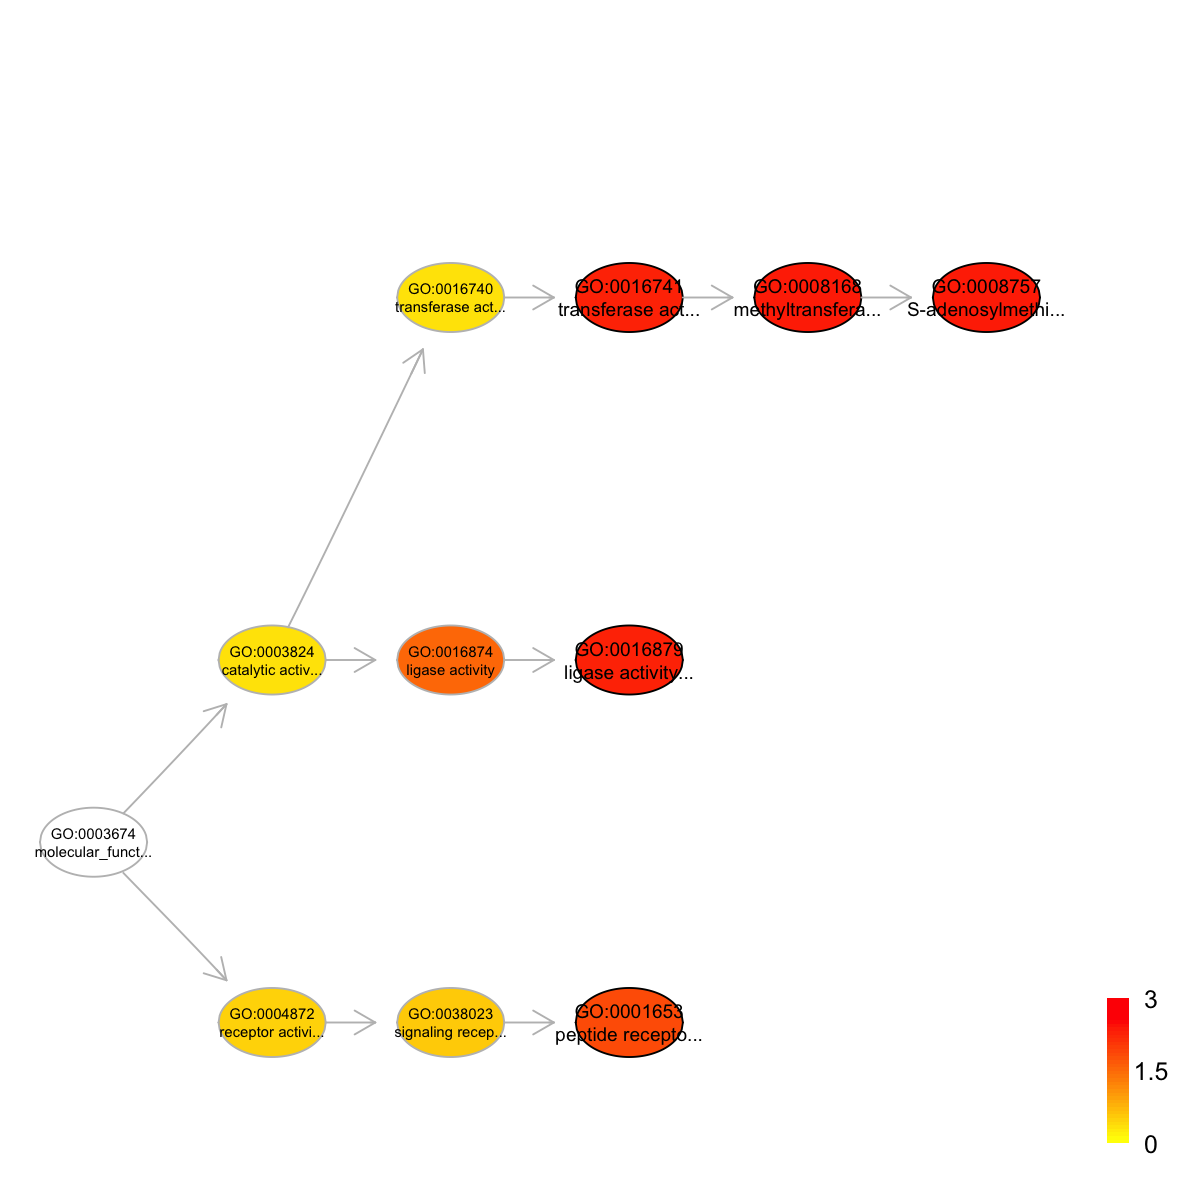 GO:0016740
transferase act...
GO:0016741
transferase act...
GO:0008168
methyltransfera...
GO:0008757
S-adenosylmethi...
GO:0003824
catalytic activ...
GO:0016874
ligase activity
GO:0016879
ligase activity...
GO:0003674
molecular_funct...
GO:0004872
receptor activi...
GO:0038023
signaling recep...
GO:0001653
peptide recepto...
3
1.5
0